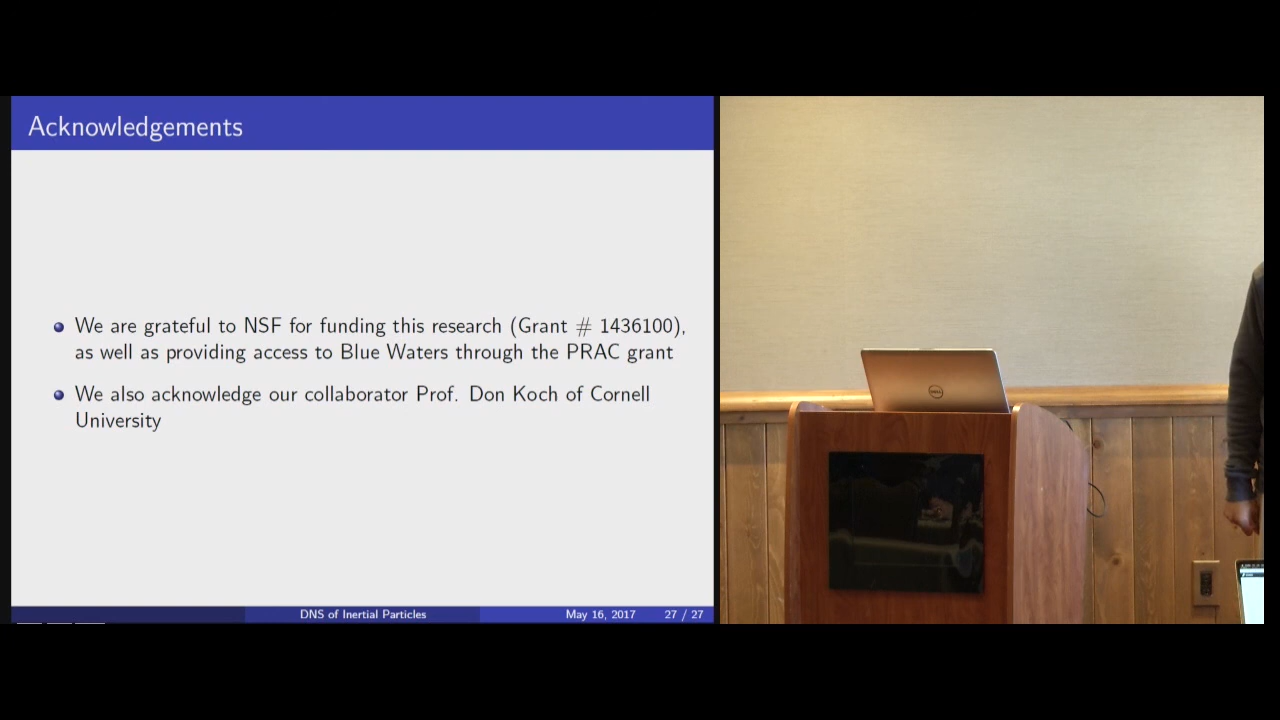 Acknowledgements
We are grateful to NSF for funding this research (Grant # 1436100),
as well as providing access to Blue Waters through the PRAC grant
We also acknowledge our collaborator Prof. Don Koch of Cornell
University
DNS of Inertial Particles May 16, 2017 27 / 27
DELL